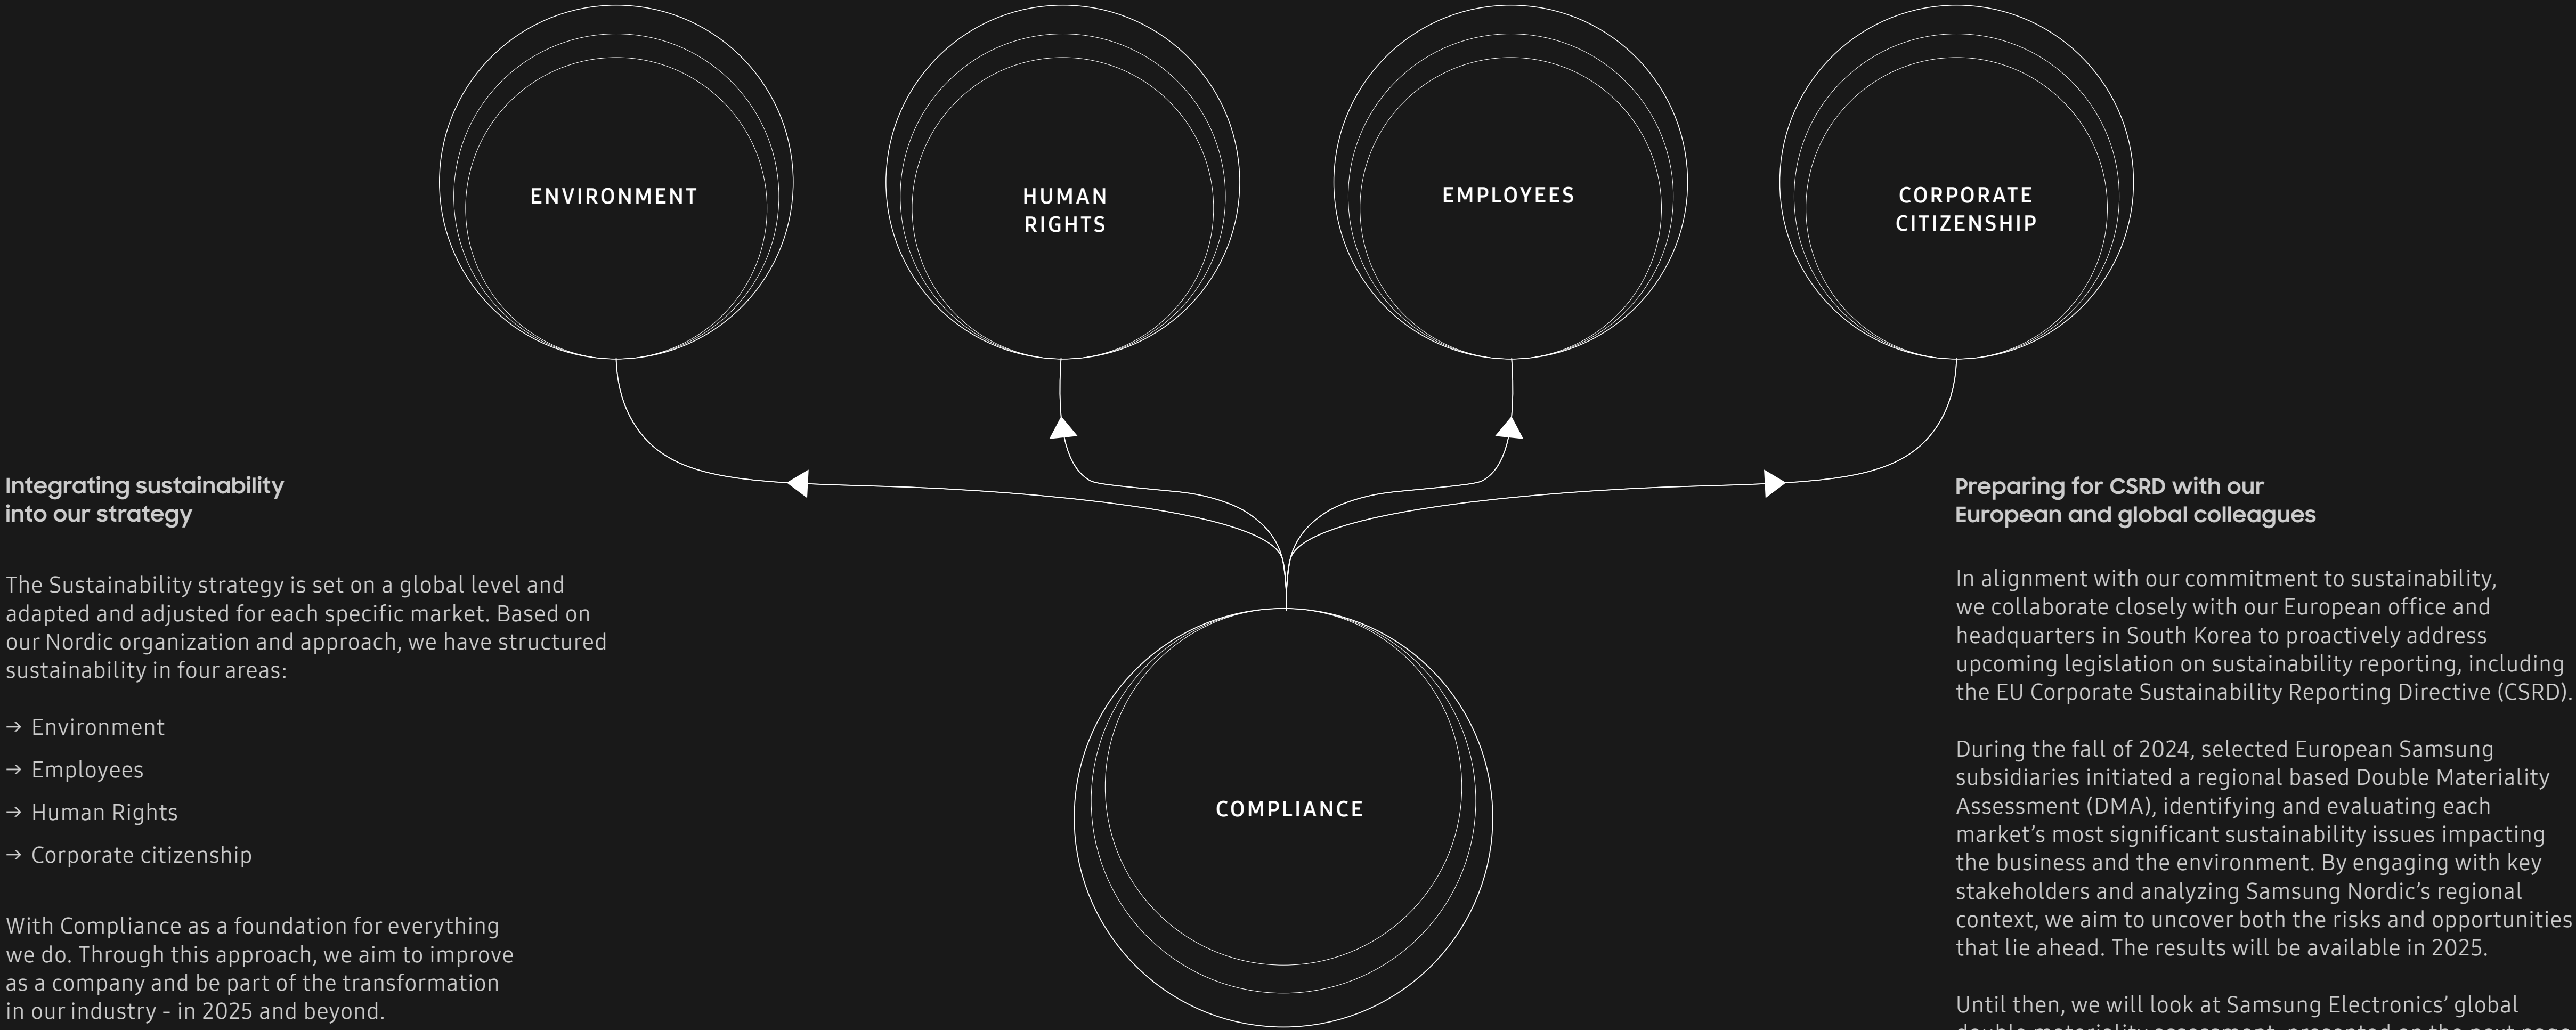 ENVIRONMENT
HUMAN
RIGHTS
EMPLOYEES
CORPORATE
CITIZENSHIP
COMPLIANCE
Integrating sustainability
into our strategy
The Sustainability strategy is set on a global level and
adapted and adjusted for each specific market. Based on
our Nordic organization and approach, we have structured
sustainability in four areas:
→ Environment
→ Employees
→ Human Rights
→ Corporate citizenship
With Compliance as a foundation for everything
we do. Through this approach, we aim to improve
as a company and be part of the transformation
in our industry - in 2025 and beyond.
Preparing for CSRD with our
European and global colleagues
In alignment with our commitment to sustainability,
we collaborate closely with our European office and
headquarters in South Korea to proactively address
upcoming legislation on sustainability reporting, including
the EU Corporate Sustainability Reporting Directive (CSRD).
During the fall of 2024, selected European Samsung
subsidiaries initiated a regional based Double Materiality
Assessment (DMA), identifying and evaluating each
market’s most significant sustainability issues impacting
the business and the environment. By engaging with key
stakeholders and analyzing Samsung Nordic’s regional
context, we aim to uncover both the risks and opportunities
that lie ahead. The results will be available in 2025.
Until then, we will look at Samsung Electronics’ global